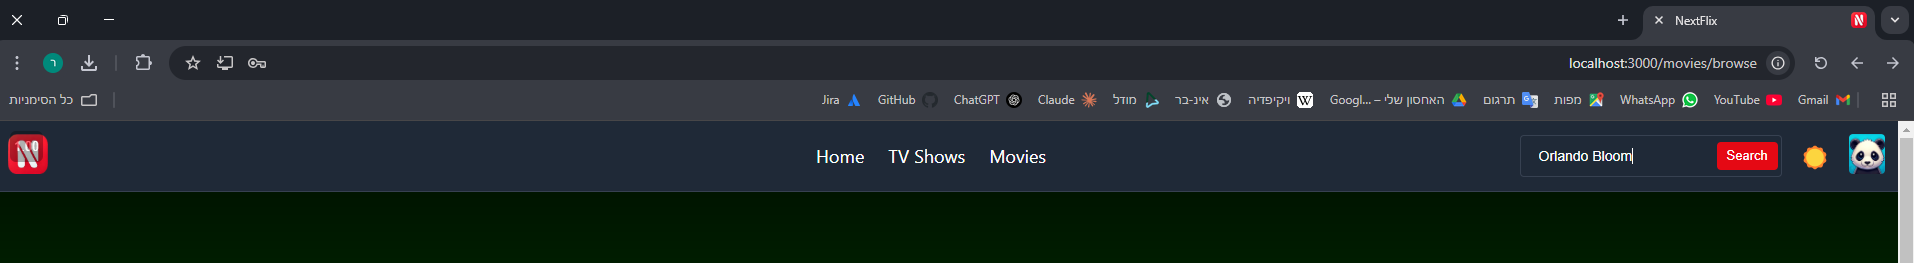 NextFlix
localhost:3000/movies/browse
Gmail YouTube WhatsApp מפות תרגום Googl... – האחסון שלי ויקיפדיה אינ-בר מודל Claude ChatGPT GitHub Jira כל הסימניות
Home TV Shows Movies Orlando Bloom Search